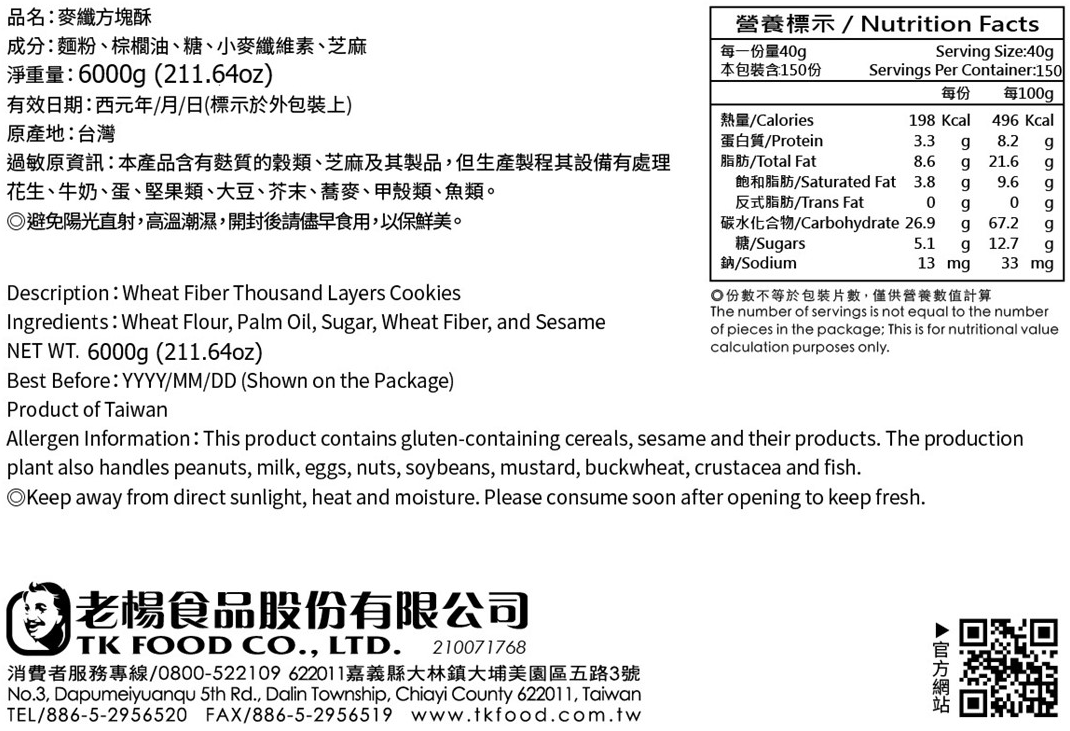 品名：麥纖方塊酥
成分：麵粉、棕櫚油、糖、小麥纖維素、芝麻
淨重量：6000g (211.64oz)
有效日期：西元年/月/日(標示於外包裝上)
原產地：台灣
過敏原資訊：本產品含有麩質的穀類、芝麻及其製品，但生產製程其設備有處理
花生、牛奶、蛋、堅果類、大豆、芥末、蕎麥、甲殼類、魚類。
◎避免陽光直射，高溫潮濕，開封後請儘早食用，以保鮮美。
Description：Wheat Fiber Thousand Layers Cookies
Ingredients：Wheat Flour, Palm Oil, Sugar, Wheat Fiber, and Sesame
NET WT. 6000g (211.64oz)
Best Before：YYYY/MM/DD (Shown on the Package)
Product of Taiwan
Allergen Information：This product contains gluten-containing cereals, sesame and their products. The production
plant also handles peanuts, milk, eggs, nuts, soybeans, mustard, buckwheat, crustacea and fish.
◎Keep away from direct sunlight, heat and moisture. Please consume soon after opening to keep fresh.
營養標示 / Nutrition Facts
每一份量40g Serving Size:40g
本包裝含150份 Servings Per Container:150
每份 每100g
熱量/Calories 198 Kcal 496 Kcal
蛋白質/Protein 3.3 g 8.2 g
脂肪/Total Fat 8.6 g 21.6 g
飽和脂肪/Saturated Fat 3.8 g 9.6 g
反式脂肪/Trans Fat 0 g 0 g
碳水化合物/Carbohydrate 26.9 g 67.2 g
糖/Sugars 5.1 g 12.7 g
鈉/Sodium 13 mg 33 mg
◎份數不等於包裝片數，僅供營養數值計算
The number of servings is not equal to the number
of pieces in the package; This is for nutritional value
calculation purposes only.
老楊食品股份有限公司
TK FOOD CO., LTD. 210071768
消費者服務專線/0800-522109 622011嘉義縣大林鎮大埔美園區五路3號
No.3, Dapumeiyuanqu 5th Rd., Dalin Township, Chiayi County 622011, Taiwan
TEL/886-5-2956520 FAX/886-5-2956519 www.tkfood.com.tw
▶官方網站